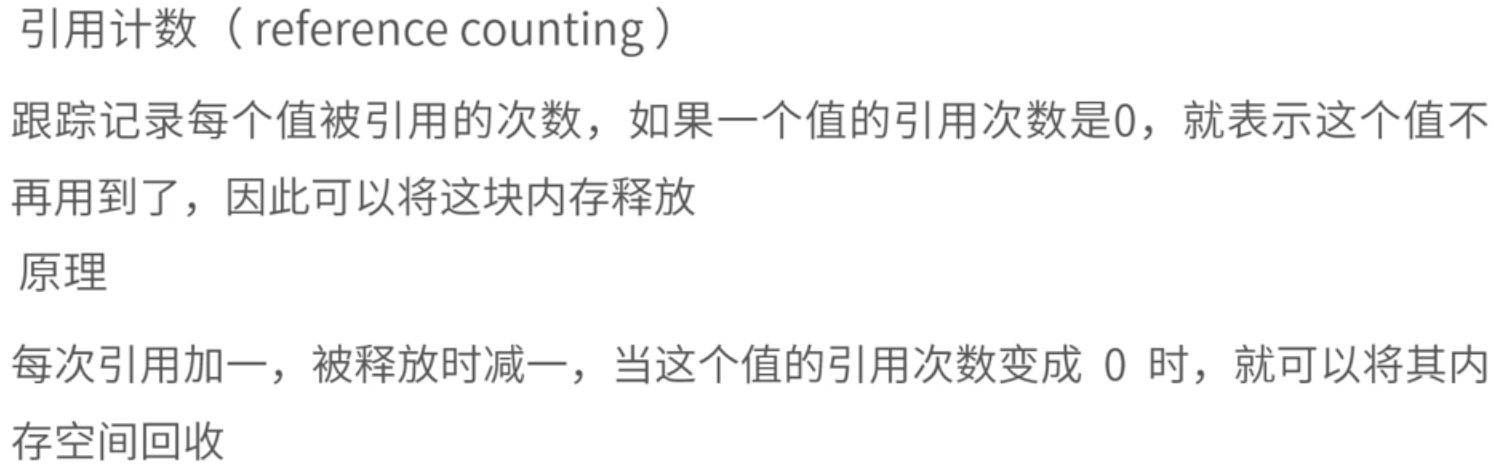 引用计数（ reference counting ）
跟踪记录每个值被引用的次数，如果一个值的引用次数是0，就表示这个值不
再用到了，因此可以将这块内存释放
原理
每次引用加一，被释放时减一，当这个值的引用次数变成 0 时，就可以将其内
存空间回收